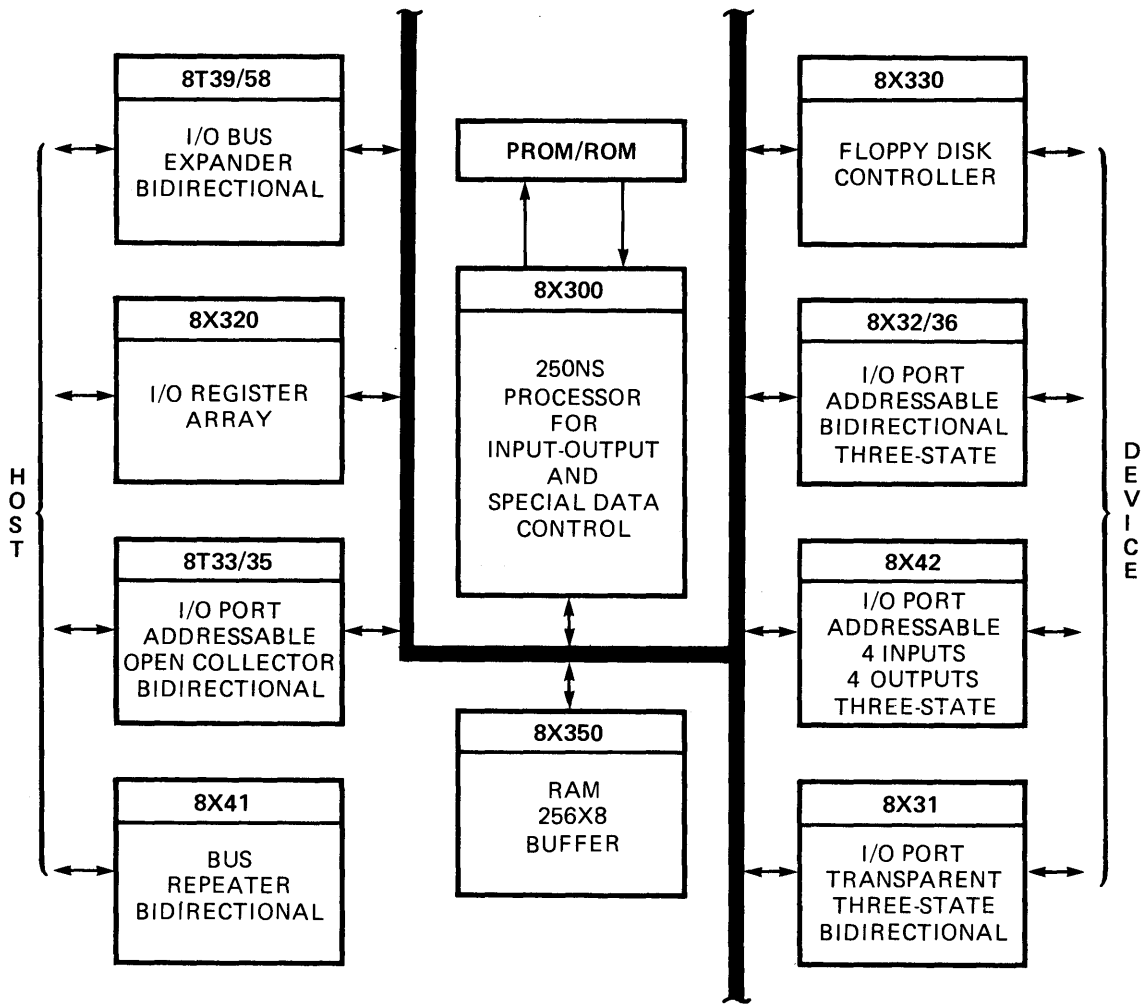 8T39/58
I/O BUS
EXPANDER
BIDIRECTIONAL
8X320
I/O REGISTER
ARRAY
8T33/35
I/O PORT
ADDRESSABLE
OPEN COLLECTOR
BIDIRECTIONAL
8X41
BUS
REPEATER
BIDIRECTIONAL
HOST
PROM/ROM
8X300
250NS
PROCESSOR
FOR
INPUT-OUTPUT
AND
SPECIAL DATA
CONTROL
8X350
RAM
256X8
BUFFER
8X330
FLOPPY DISK
CONTROLLER
8X32/36
I/O PORT
ADDRESSABLE
BIDIRECTIONAL
THREE-STATE
8X42
I/O PORT
ADDRESSABLE
4 INPUTS
4 OUTPUTS
THREE-STATE
8X31
I/O PORT
TRANSPARENT
THREE-STATE
BIDIRECTIONAL
DEVICE